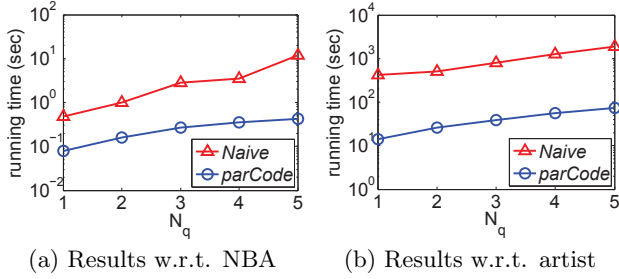 running time (sec)
10^2
10^1
10^0
10^-1
10^-2
Naive
parCode
1 2 3 4 5
N_q
(a) Results w.r.t. NBA
running time (sec)
10^4
10^3
10^2
10^1
10^0
Naive
parCode
1 2 3 4 5
N_q
(b) Results w.r.t. artist